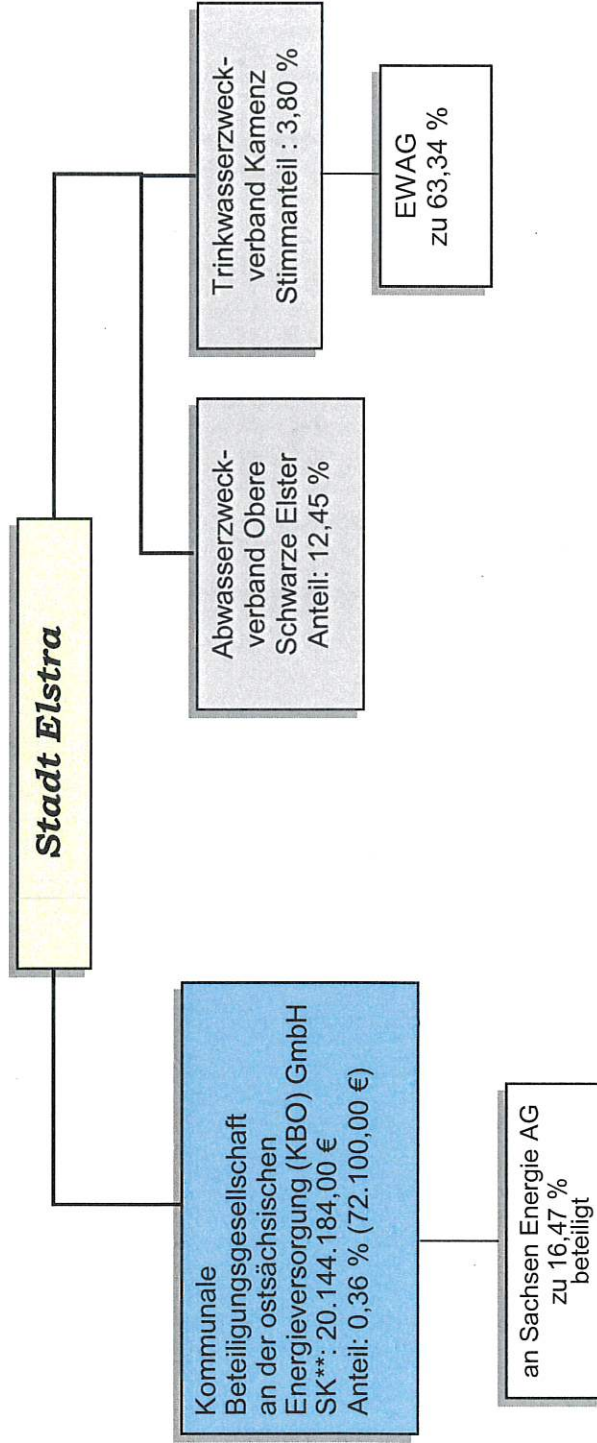 Stadt Elstra
Kommunale
Beteiligungsgesellschaft
an der ostsächsischen
Energieversorgung (KBO) GmbH
SK**: 20.144.184,00 €
Anteil: 0,36 % (72.100,00 €)
an Sachsen Energie AG
zu 16,47 %
beteiligt
Abwasserzweck-
verband Obere
Schwarze Elster
Anteil: 12,45 %
Trinkwasserzweck-
verband Kamenz
Stimmanteil : 3,80 %
EWAG
zu 63,34 %